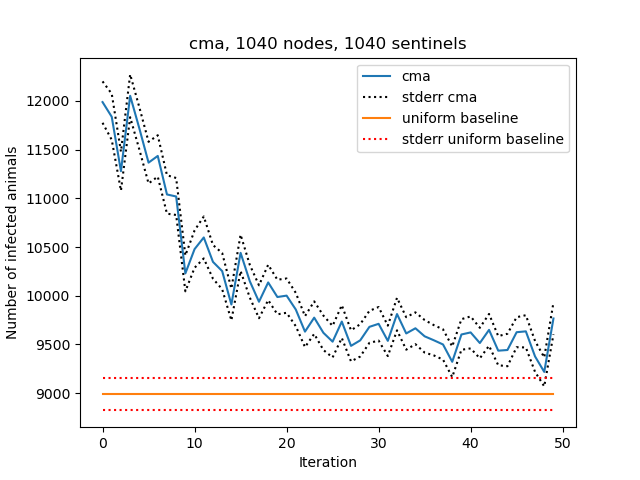 cma, 1040 nodes, 1040 sentinels
cma
stderr cma
uniform baseline
stderr uniform baseline
Number of infected animals
12000
11500
11000
10500
10000
9500
9000
0 10 20 30 40 50
Iteration